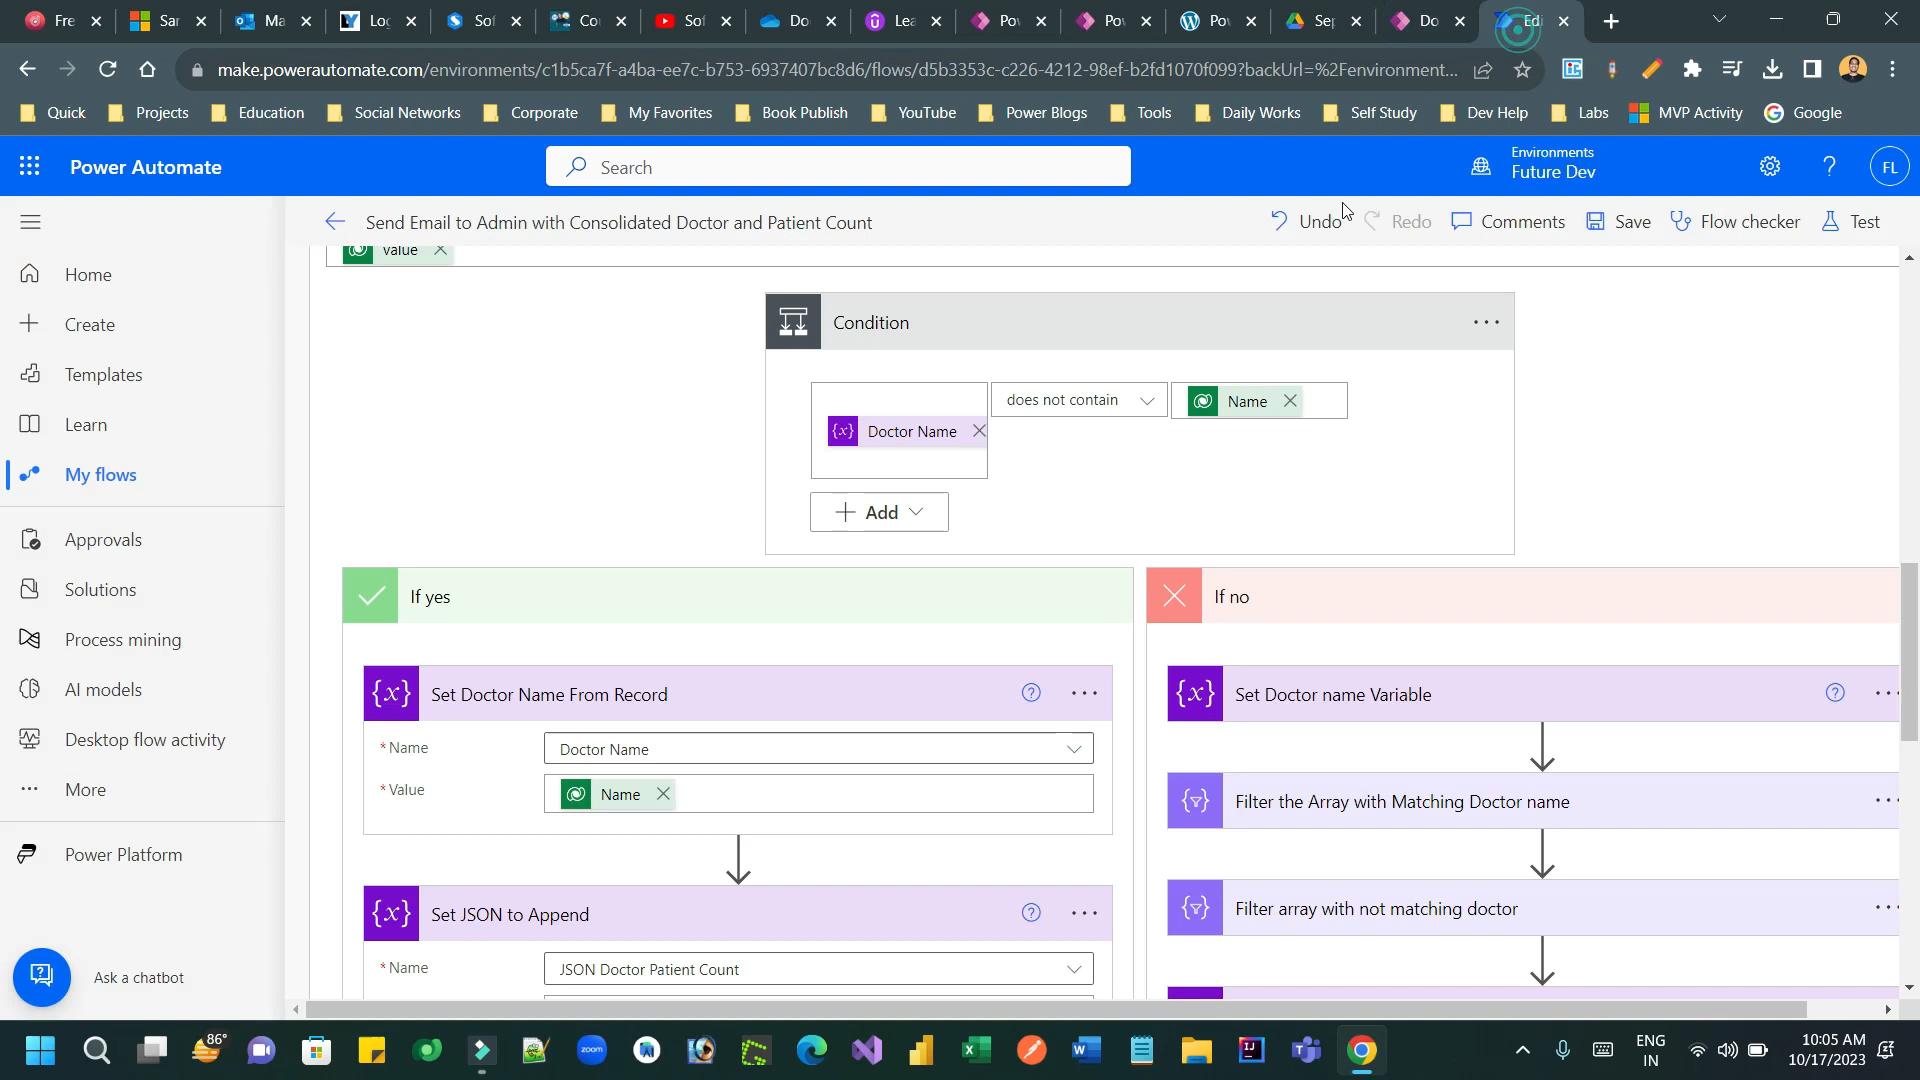 Fre
Sar
Ma
Log
Sof
Co
Sof
Do
Lea
Po
Po
Po
Sep
Do
Edi
make.powerautomate.com/environments/c1b5ca7f-a4ba-ee7c-b753-6937407bc8d6/flows/d5b3353c-c226-4212-98ef-b2fd1070f099?backUrl=%2Fenvironment...
Quick
Projects
Education
Social Networks
Corporate
My Favorites
Book Publish
YouTube
Power Blogs
Tools
Daily Works
Self Study
Dev Help
Labs
MVP Activity
Google
Power Automate
Search
Environments
Future Dev
FL
Send Email to Admin with Consolidated Doctor and Patient Count
Undo
Redo
Comments
Save
Flow checker
Test
Home
Create
Templates
Learn
My flows
Approvals
Solutions
Process mining
AI models
Desktop flow activity
More
Power Platform
Ask a chatbot
value
Condition
Doctor Name
does not contain
Name
Add
If yes
If no
Set Doctor Name From Record
* Name
Doctor Name
* Value
Name
Set JSON to Append
* Name
JSON Doctor Patient Count
Set Doctor name Variable
Filter the Array with Matching Doctor name
Filter array with not matching doctor
86°
zoom
ENG
IN
10:05 AM
10/17/2023